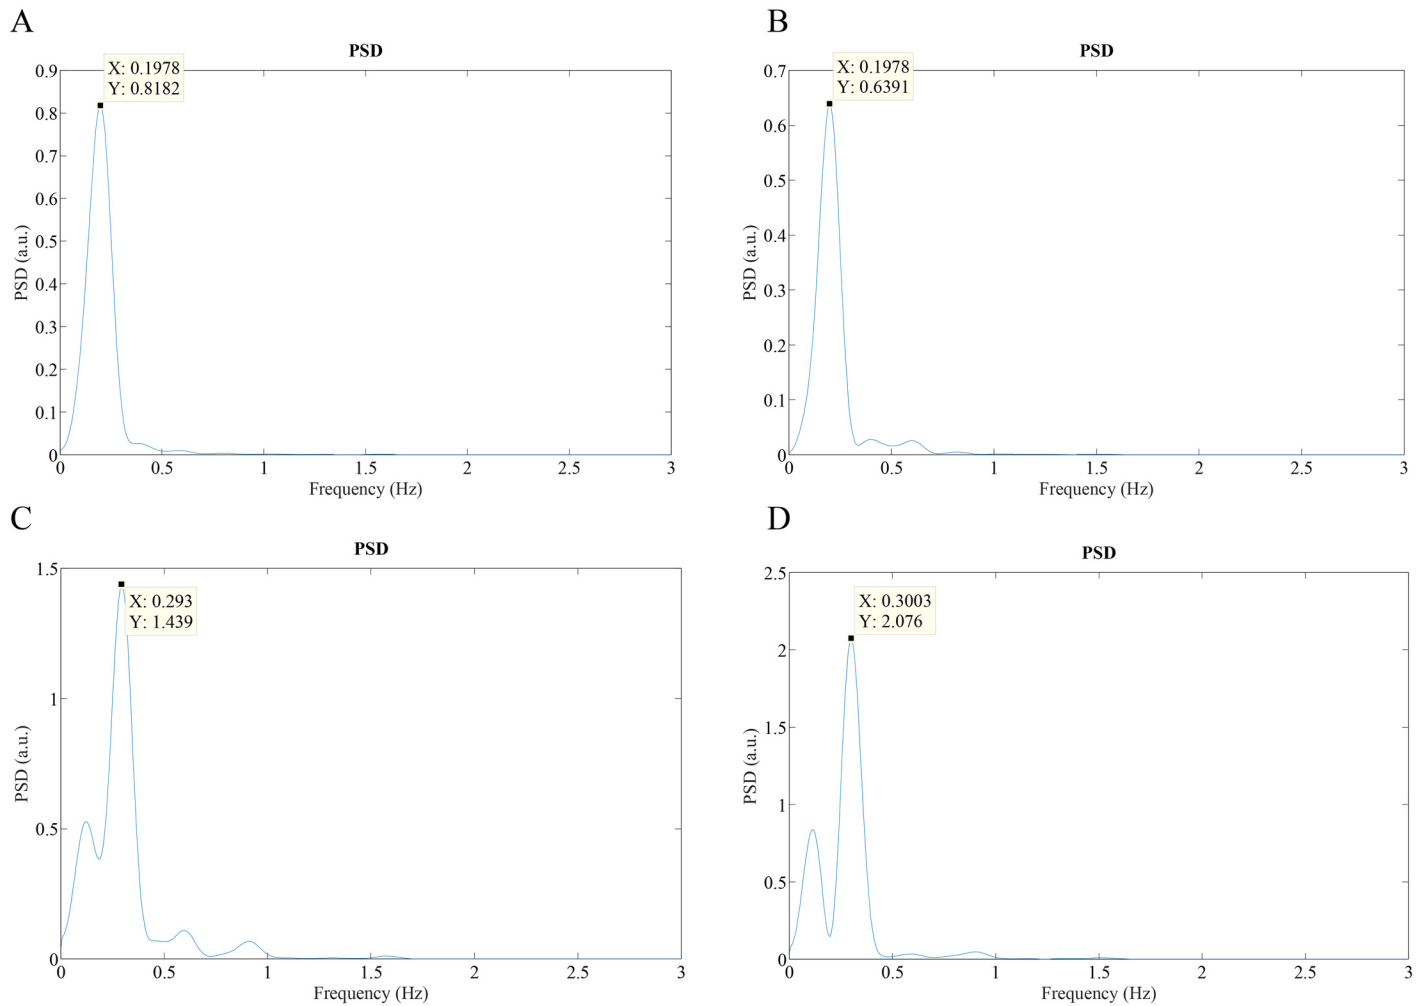 A
PSD
X: 0.1978
Y: 0.8182
0.9
0.8
0.7
0.6
0.5
0.4
0.3
0.2
0.1
0
PSD (a.u.)
0 0.5 1 1.5 2 2.5 3
Frequency (Hz)
B
PSD
X: 0.1978
Y: 0.6391
0.7
0.6
0.5
0.4
0.3
0.2
0.1
0
PSD (a.u.)
0 0.5 1 1.5 2 2.5 3
Frequency (Hz)
C
PSD
X: 0.293
Y: 1.439
1.5
1
0.5
0
PSD (a.u.)
0 0.5 1 1.5 2 2.5 3
Frequency (Hz)
D
PSD
X: 0.3003
Y: 2.076
2.5
2
1.5
1
0.5
0
PSD (a.u.)
0 0.5 1 1.5 2 2.5 3
Frequency (Hz)